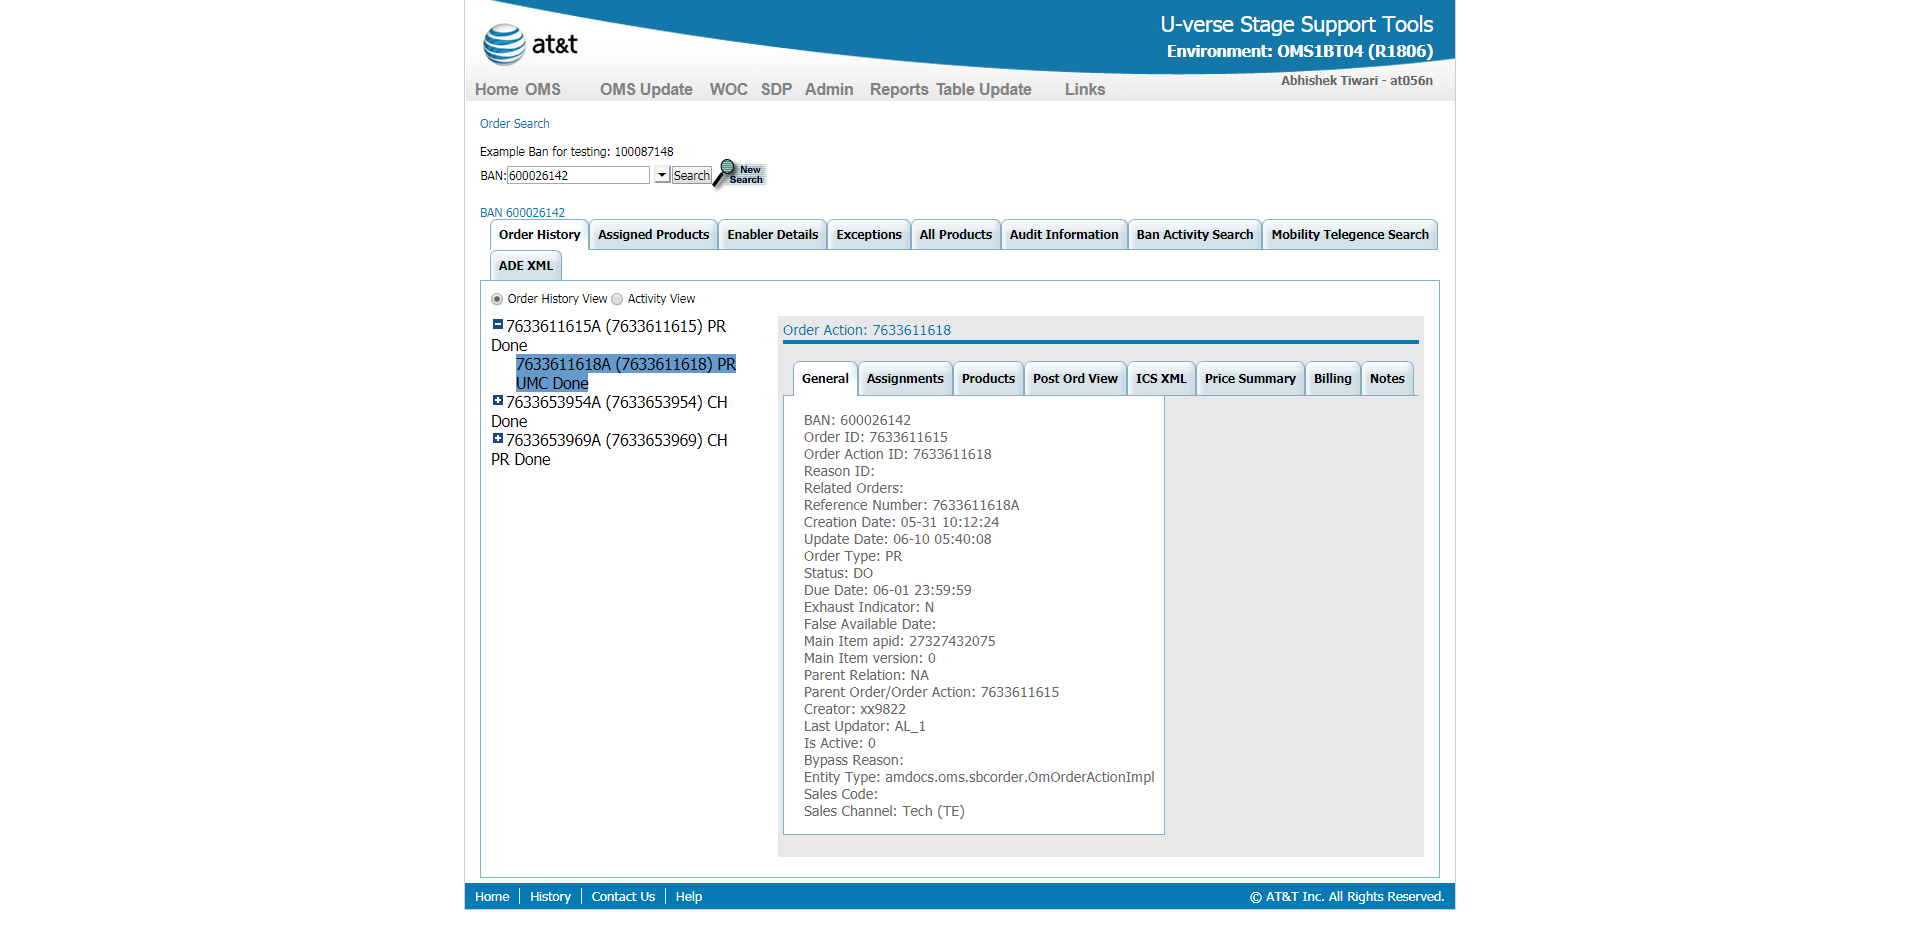 at&t
U-verse Stage Support Tools
Environment: OMS1BT04 (R1806)
Abhishek Tiwari - at056n
Home OMS OMS Update WOC SDP Admin Reports Table Update Links
Order Search
Example Ban for testing: 100087148
BAN: 600026142 Search New Search
BAN 600026142
Order History Assigned Products Enabler Details Exceptions All Products Audit Information Ban Activity Search Mobility Telegence Search
ADE XML
Order History View Activity View
7633611615A (7633611615) PR
Done
7633611618A (7633611618) PR
UMC Done
7633653954A (7633653954) CH
Done
7633653969A (7633653969) CH
PR Done
Order Action: 7633611618
General Assignments Products Post Ord View ICS XML Price Summary Billing Notes
BAN: 600026142
Order ID: 7633611615
Order Action ID: 7633611618
Reason ID:
Related Orders:
Reference Number: 7633611618A
Creation Date: 05-31 10:12:24
Update Date: 06-10 05:40:08
Order Type: PR
Status: DO
Due Date: 06-01 23:59:59
Exhaust Indicator: N
False Available Date:
Main Item apid: 27327432075
Main Item version: 0
Parent Relation: NA
Parent Order/Order Action: 7633611615
Creator: xx9822
Last Updator: AL_1
Is Active: 0
Bypass Reason:
Entity Type: amdocs.oms.sbcorder.OmOrderActionImpl
Sales Code:
Sales Channel: Tech (TE)
Home History Contact Us Help
© AT&T Inc. All Rights Reserved.